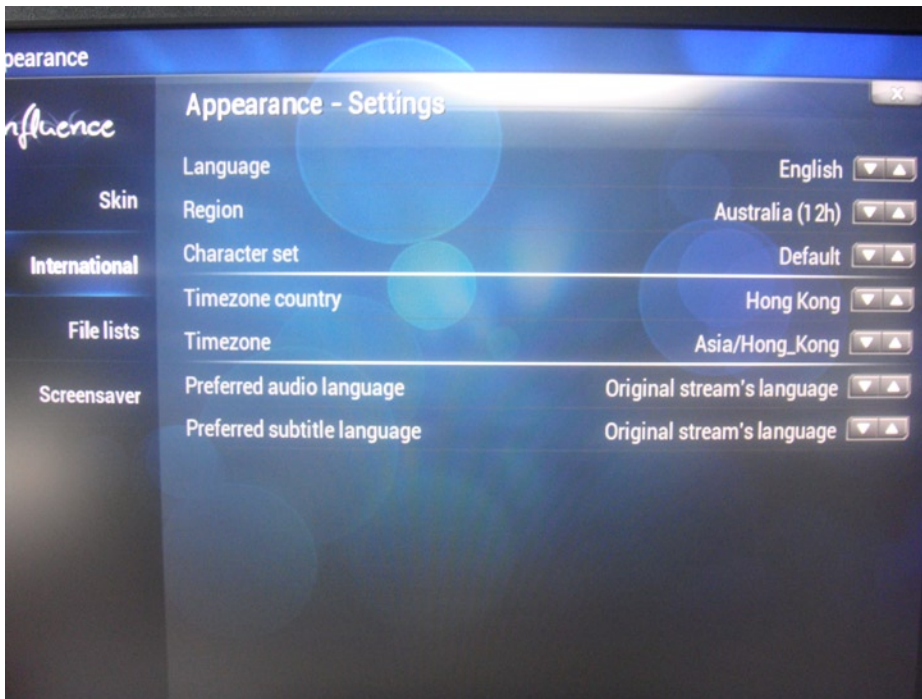 pearance
nfluence
Appearance - Settings
X
Language English
Skin
Region Australia (12h)
Character set Default
International
Timezone country Hong Kong
File lists
Timezone Asia/Hong_Kong
Preferred audio language Original stream's language
Screensaver
Preferred subtitle language Original stream's language